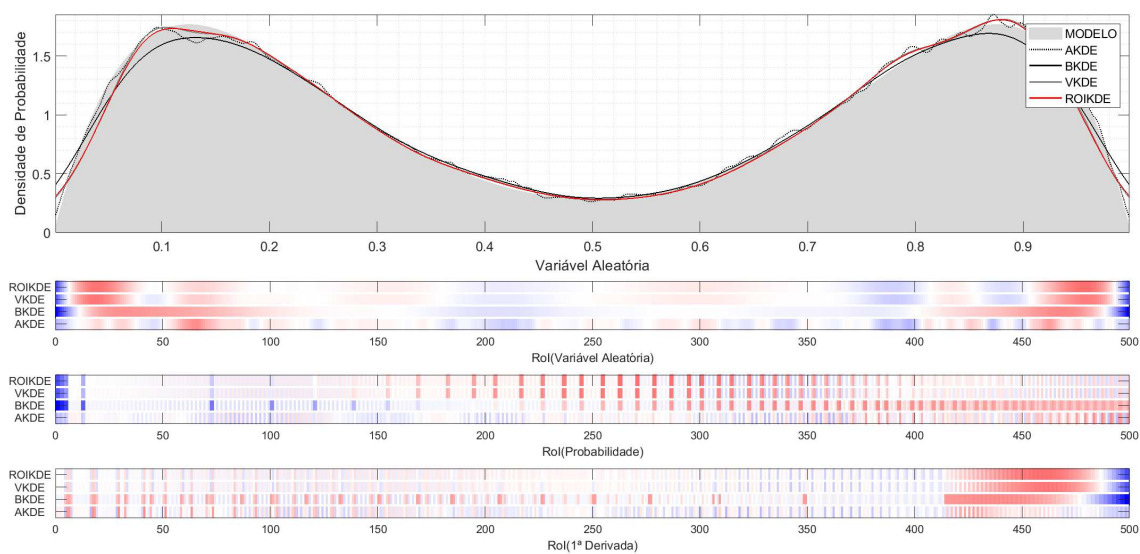 Densidade de Probabilidade
1.5
1
0.5
0
0.1 0.2 0.3 0.4 0.5 0.6 0.7 0.8 0.9
Variável Aleatória
MODELO
AKDE
BKDE
VKDE
ROIKDE
ROIKDE
VKDE
BKDE
AKDE
0 50 100 150 200 250 300 350 400 450 500
RoI(Variável Aleatória)
ROIKDE
VKDE
BKDE
AKDE
0 50 100 150 200 250 300 350 400 450 500
RoI(Probabilidade)
ROIKDE
VKDE
BKDE
AKDE
0 50 100 150 200 250 300 350 400 450 500
RoI(1ª Derivada)